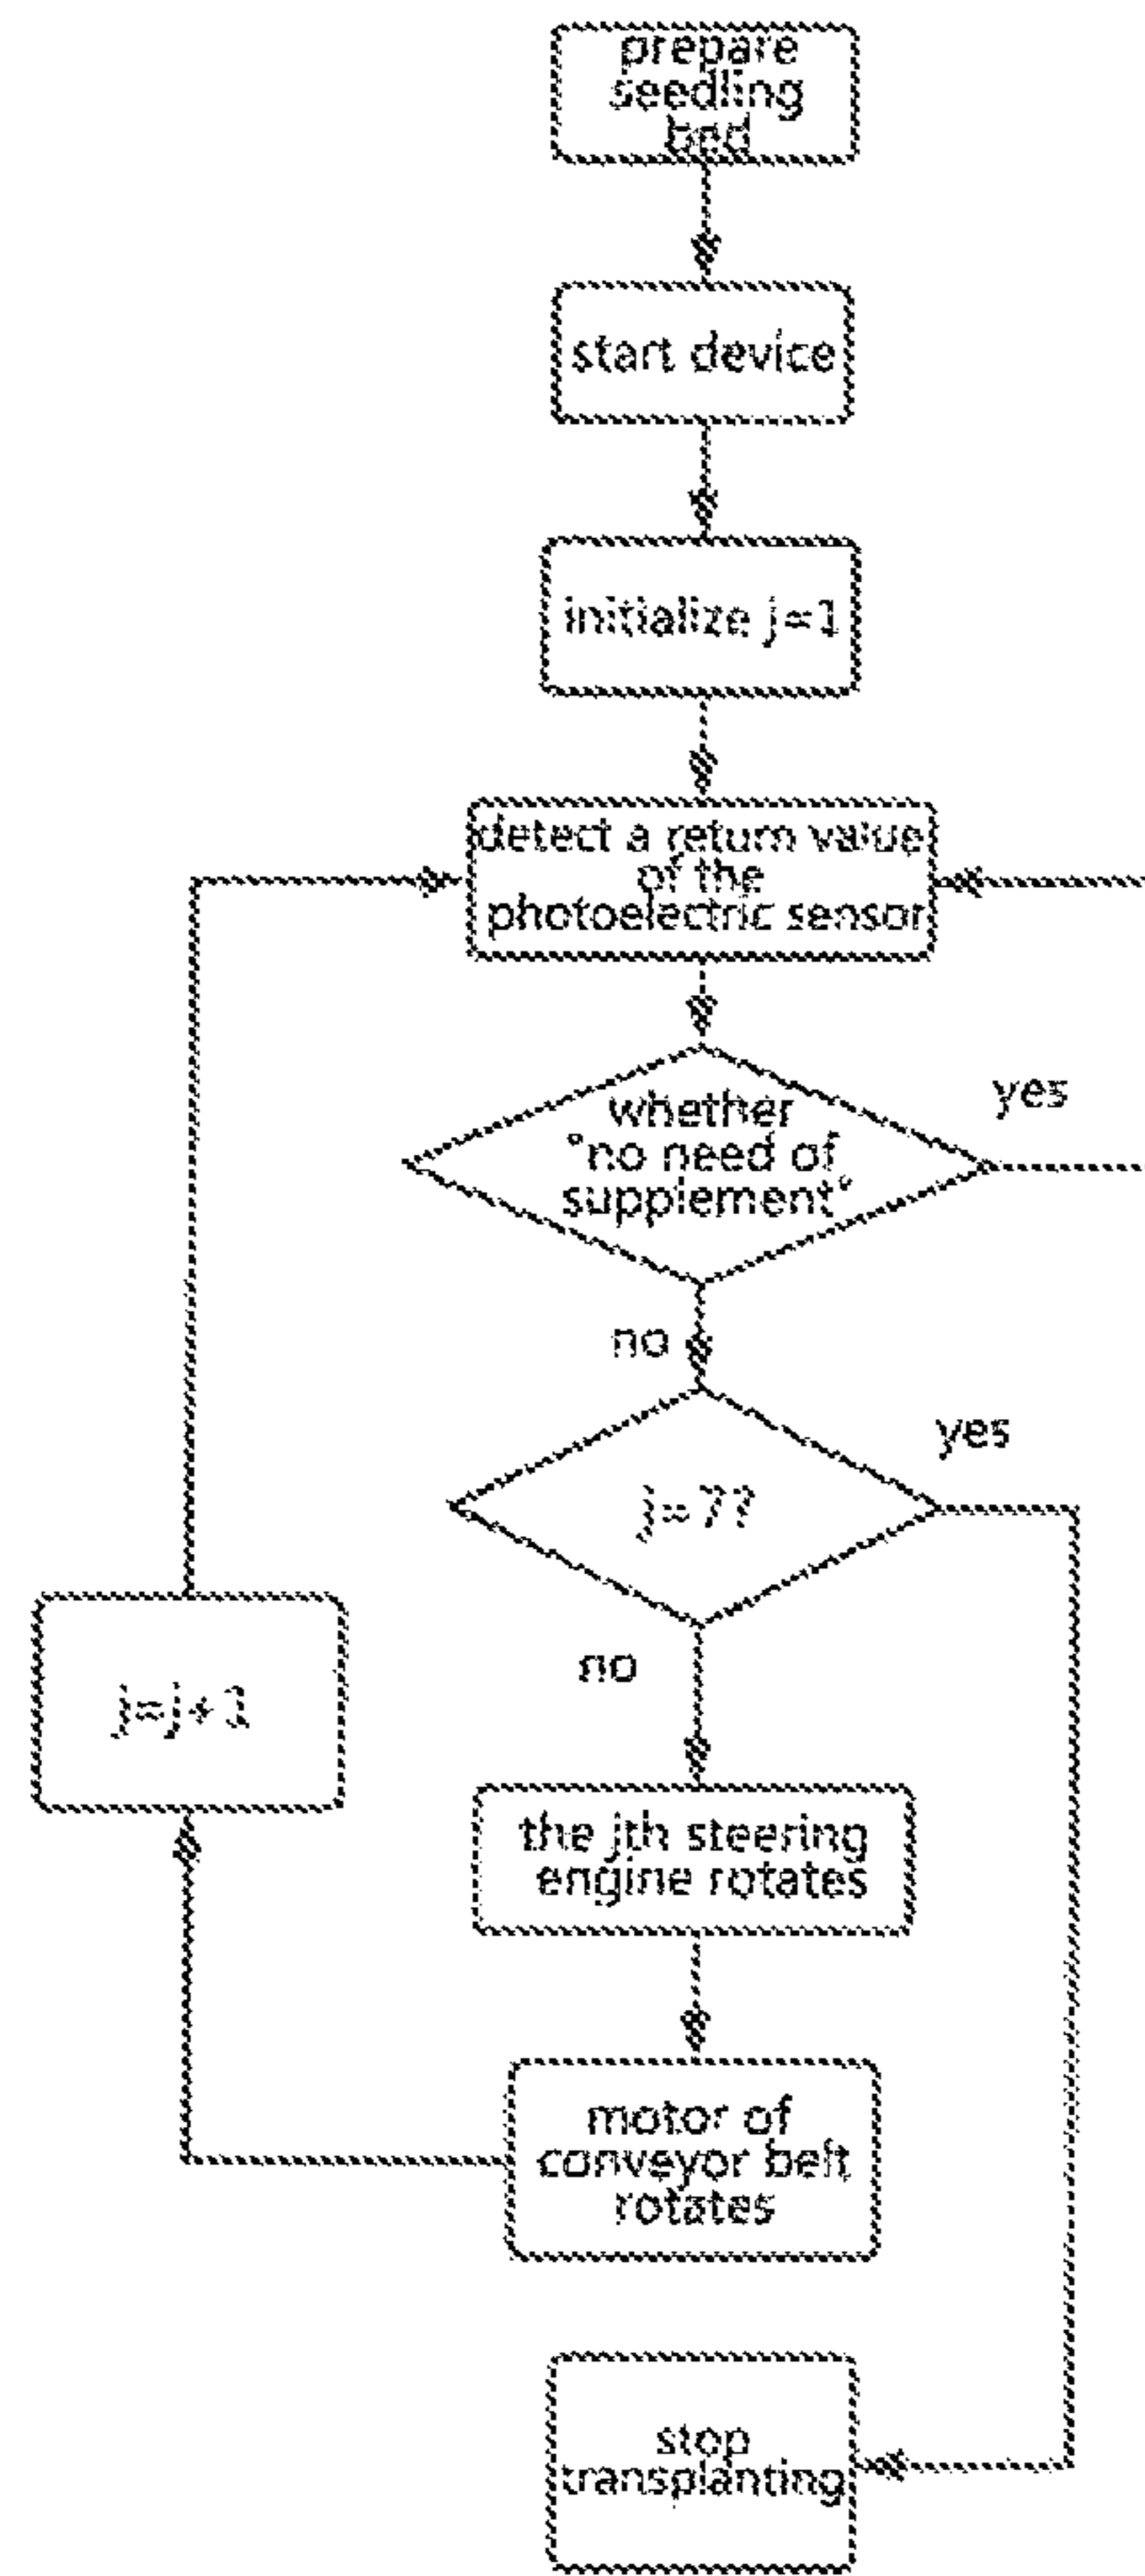 prepare
seedling
bed
start device
initialize j=1
detect a return value
of the
photoelectric sensor
whether
"no need of
supplement"
yes
no
j=7?
yes
no
j=j+1
the jth steering
engine rotates
motor of
conveyor belt
rotates
stop
transplanting